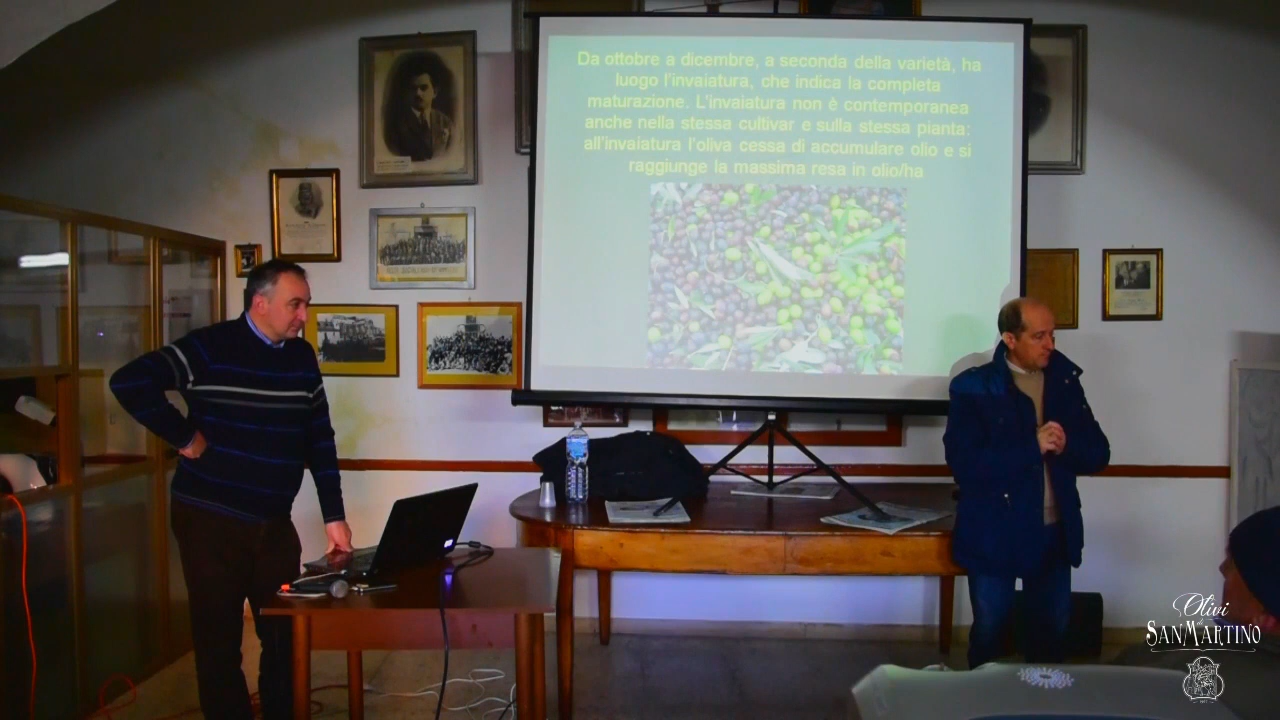 Da ottobre a dicembre, a seconda della varietà, ha
luogo l'invaiatura, che indica la completa
maturazione. L'invaiatura non è contemporanea
anche nella stessa cultivar e sulla stessa pianta:
all'invaiatura l'oliva cessa di accumulare olio e si
raggiunge la massima resa in olio/ha
Olivi
di
SANMARTINO